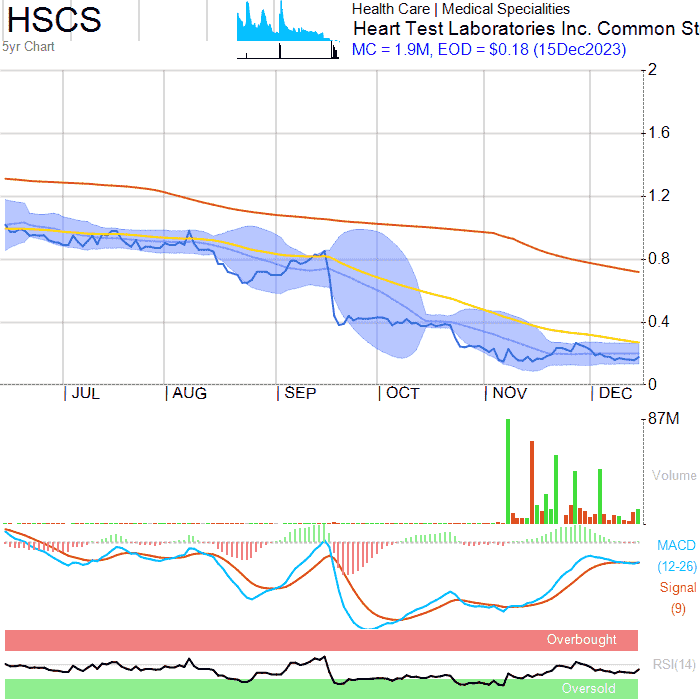 HSCS
5yr Chart
Health Care | Medical Specialities
Heart Test Laboratories Inc. Common St
MC = 1.9M, EOD = $0.18 (15Dec2023)
2
1.6
1.2
0.8
0.4
0
JUL AUG SEP OCT NOV DEC
87M
Volume
MACD
(12-26)
Signal
(9)
Overbought
RSI(14)
Oversold